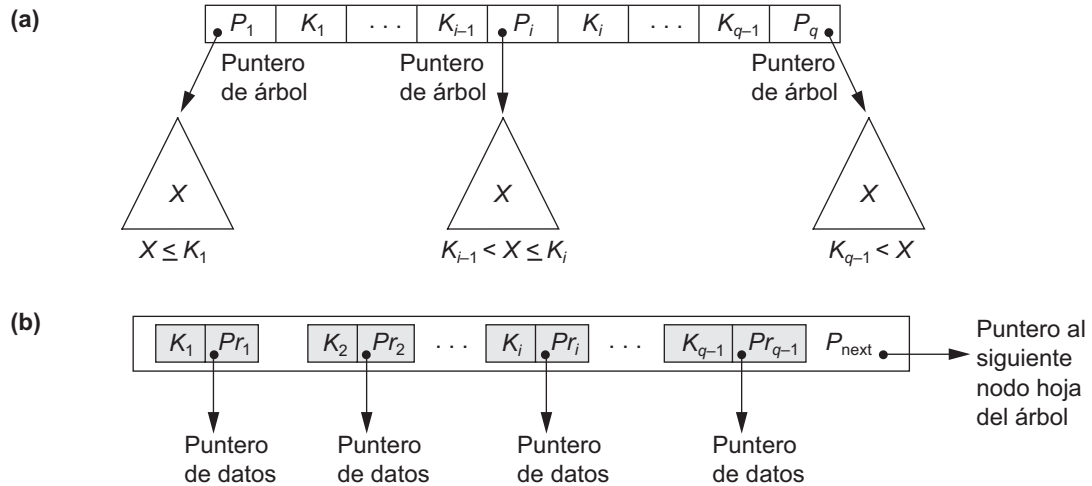 (a)
P1 K1 . . . Ki–1 Pi Ki . . . Kq–1 Pq
Puntero
de árbol
Puntero
de árbol
Puntero
de árbol
X
X
X
X ≤ K1
Ki–1 < X ≤ Ki
Kq–1 < X
(b)
K1 Pr1 K2 Pr2 . . . Ki Pri . . . Kq–1 Prq–1 Pnext
Puntero al
siguiente
nodo hoja
del árbol
Puntero
de datos
Puntero
de datos
Puntero
de datos
Puntero
de datos